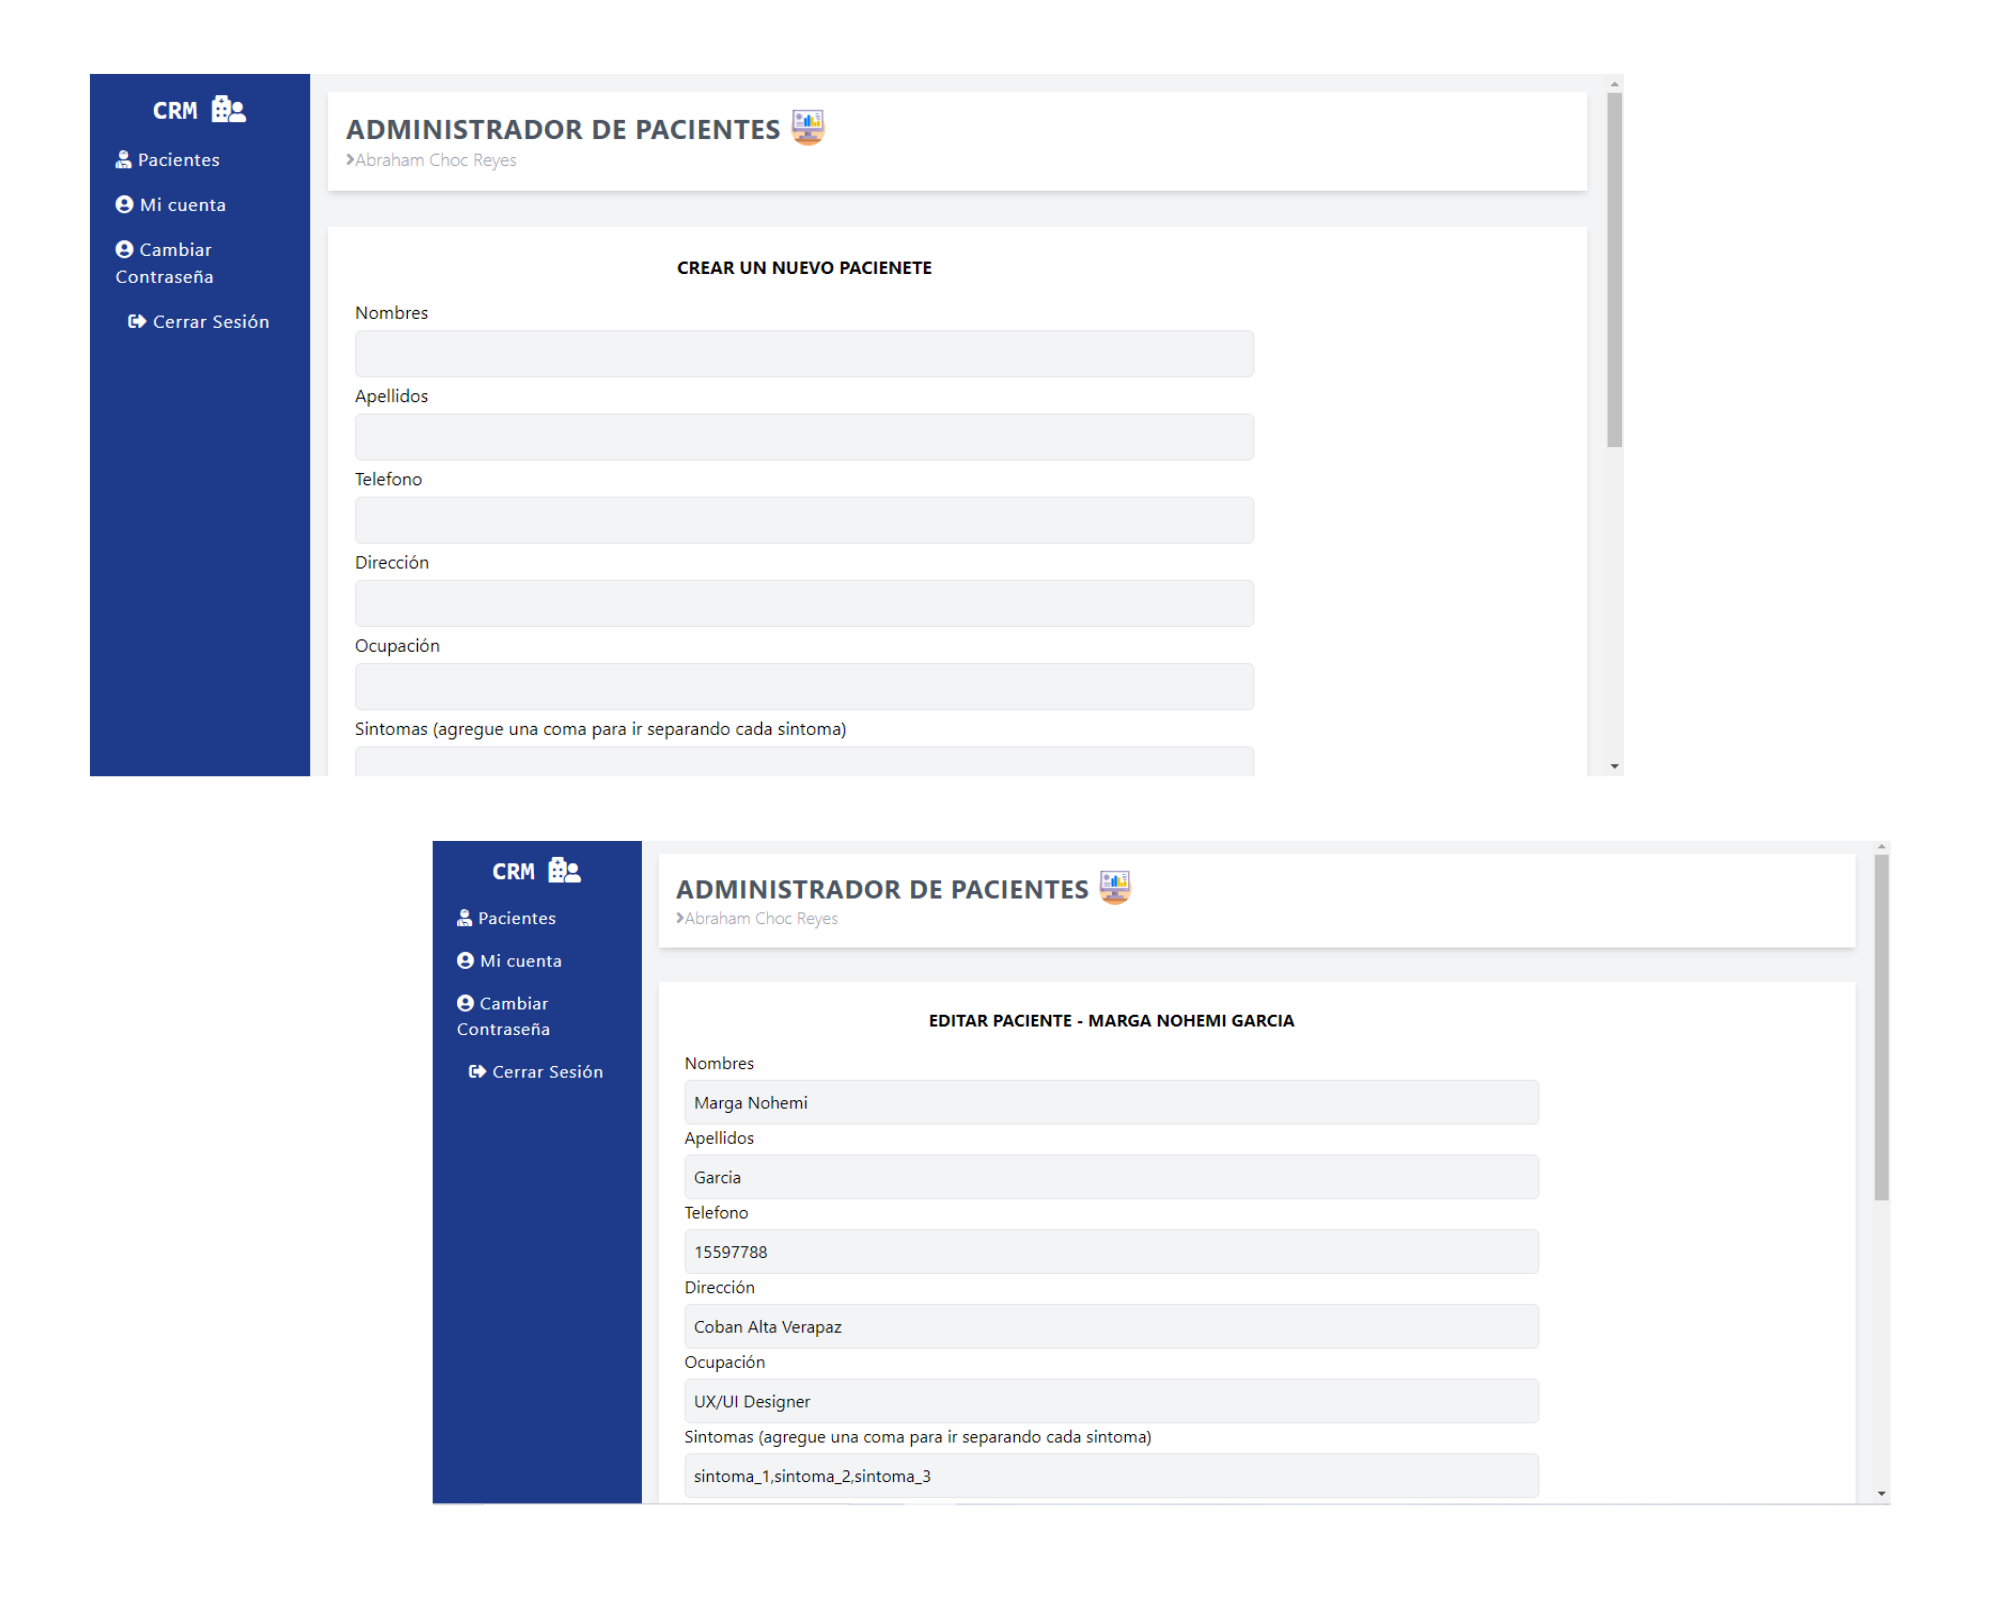 CRM
Pacientes
Mi cuenta
Cambiar
Contraseña
Cerrar Sesión
ADMINISTRADOR DE PACIENTES
Abraham Choc Reyes
CREAR UN NUEVO PACIENETE
Nombres
Apellidos
Telefono
Dirección
Ocupación
Sintomas (agregue una coma para ir separando cada sintoma)
CRM
Pacientes
Mi cuenta
Cambiar
Contraseña
Cerrar Sesión
ADMINISTRADOR DE PACIENTES
Abraham Choc Reyes
EDITAR PACIENTE - MARGA NOHEMI GARCIA
Nombres
Marga Nohemi
Apellidos
Garcia
Telefono
15597788
Dirección
Coban Alta Verapaz
Ocupación
UX/UI Designer
Sintomas (agregue una coma para ir separando cada sintoma)
sintoma_1,sintoma_2,sintoma_3